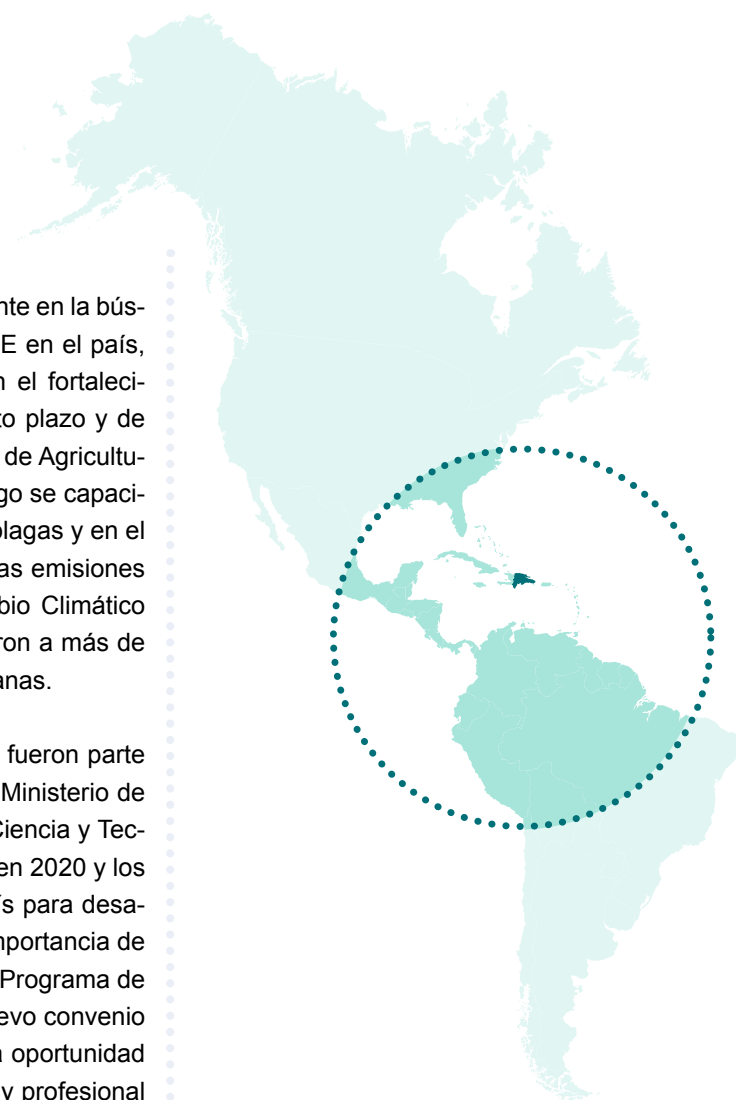 nte en la bús-
E en el país,
n el fortaleci-
to plazo y de
de Agricultu-
go se capaci-
plagas y en el
as emisiones
bio Climático
ron a más de
anas.
fueron parte
Ministerio de
Ciencia y Tec-
en 2020 y los
ís para desa-
mportancia de
Programa de
evo convenio
a oportunidad
y profesional